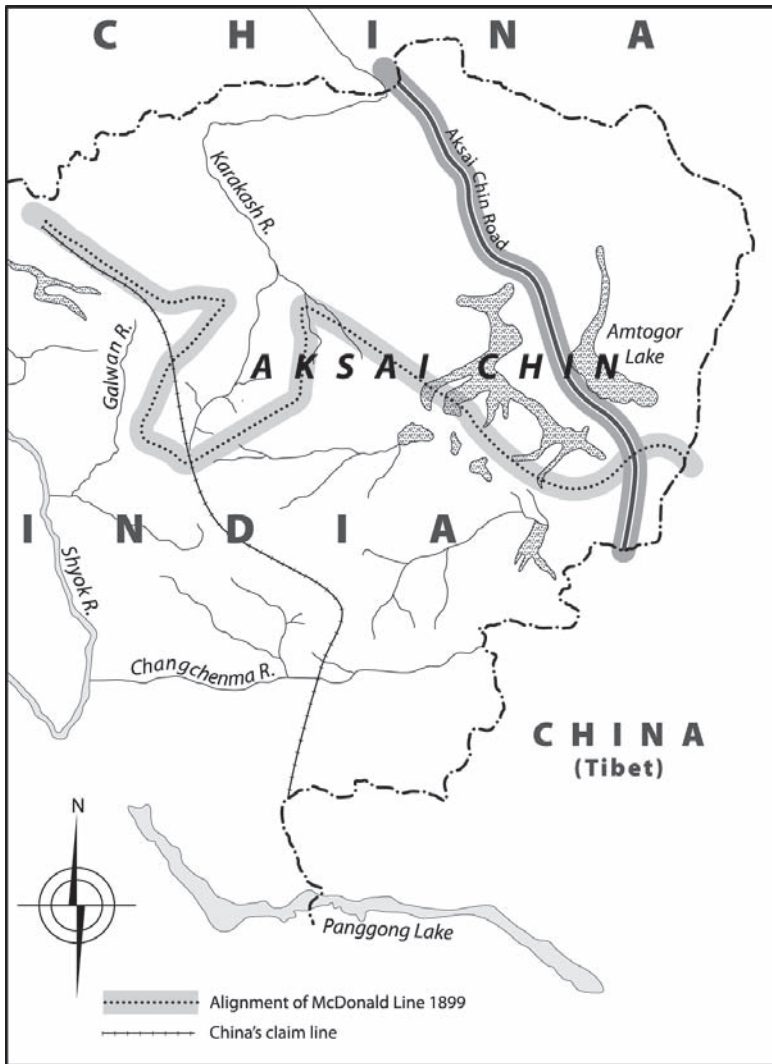 C H I N A
Karakash R.
Aksai Chin Road
Amtogor
Lake
Galwan R.
A K S A I C H I N
I N D I A
Shyok R.
Changchenma R.
C H I N A
(Tibet)
N
Panggong Lake
Alignment of McDonald Line 1899
China's claim line